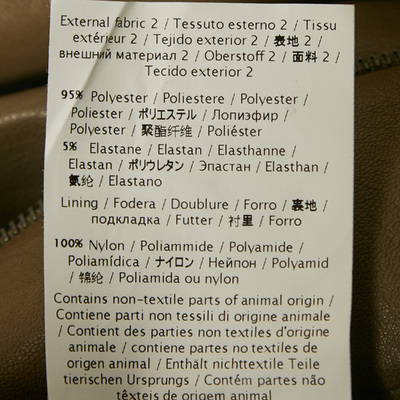 External fabric 2 / Tessuto esterno 2 / Tissu
extérieur 2 / Tejido exterior 2 / 表地 2 /
внешний материал 2 / Oberstoff 2 / 面料 2 /
Tecido exterior 2
95% Polyester / Poliestere / Polyester /
Poliester / ポリエステル / Лопиэфир /
Polyester / 聚酯纤维 / Poliéster
5% Elastane / Elastan / Elasthanne /
Elastan / ポリウレタン / Эпастан / Elasthan /
氨纶 / Elastano
Lining / Fodera / Doublure / Forro / 裏地 /
подкладка / Futter / 衬里 / Forro
100% Nylon / Poliammide / Polyamide /
Poliamídica / ナイロン / Нейпон / Polyamid
/ 锦纶 / Poliamida ou nylon
Contains non-textile parts of animal origin /
Contiene parti non tessili di origine animale
/ Contient des parties non textiles d'origine
animale / contiene partes no textiles de
origen animal / Enthält nichttextile Teile
tierischen Ursprungs / Contém partes não
têxteis de origem animal